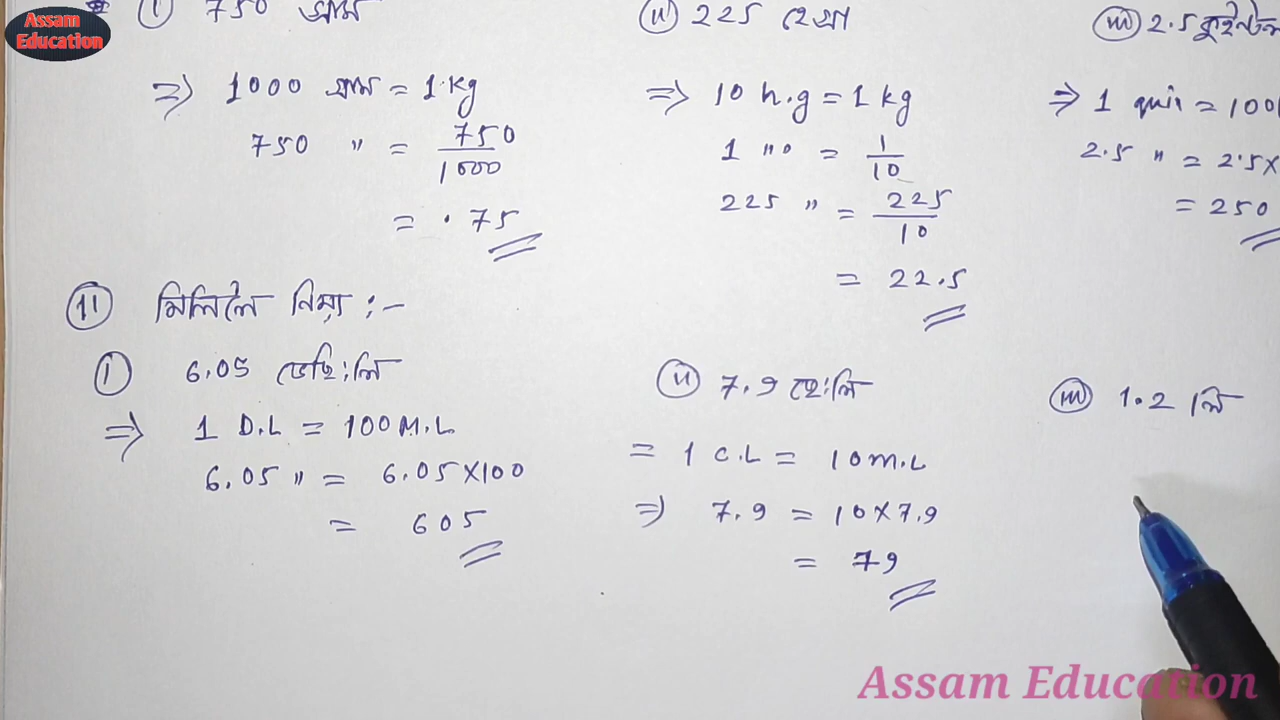 Assam
Education
i 750 গ্ৰাম
⇒ 1000 গ্ৰাম = 1 kg
750 " = 750/1000
= .75
ii 225 হেঃগ্ৰা
⇒ 10 h.g = 1 kg
1 " = 1/10
225 " = 225/10
= 22.5
iii 2.5 কুইণ্টল
⇒ 1 quin = 100
2.5 " = 2.5×
= 250
11 মিলিলৈ নিয়া :-
i 6.05 ডেছি:লি
⇒ 1 D.L = 100 M.L
6.05 " = 6.05×100
= 605
ii 7.9 ছে:লি
= 1 C.L = 10 m.L
⇒ 7.9 = 10×7.9
= 79
iii 1.2 লি
Assam Education